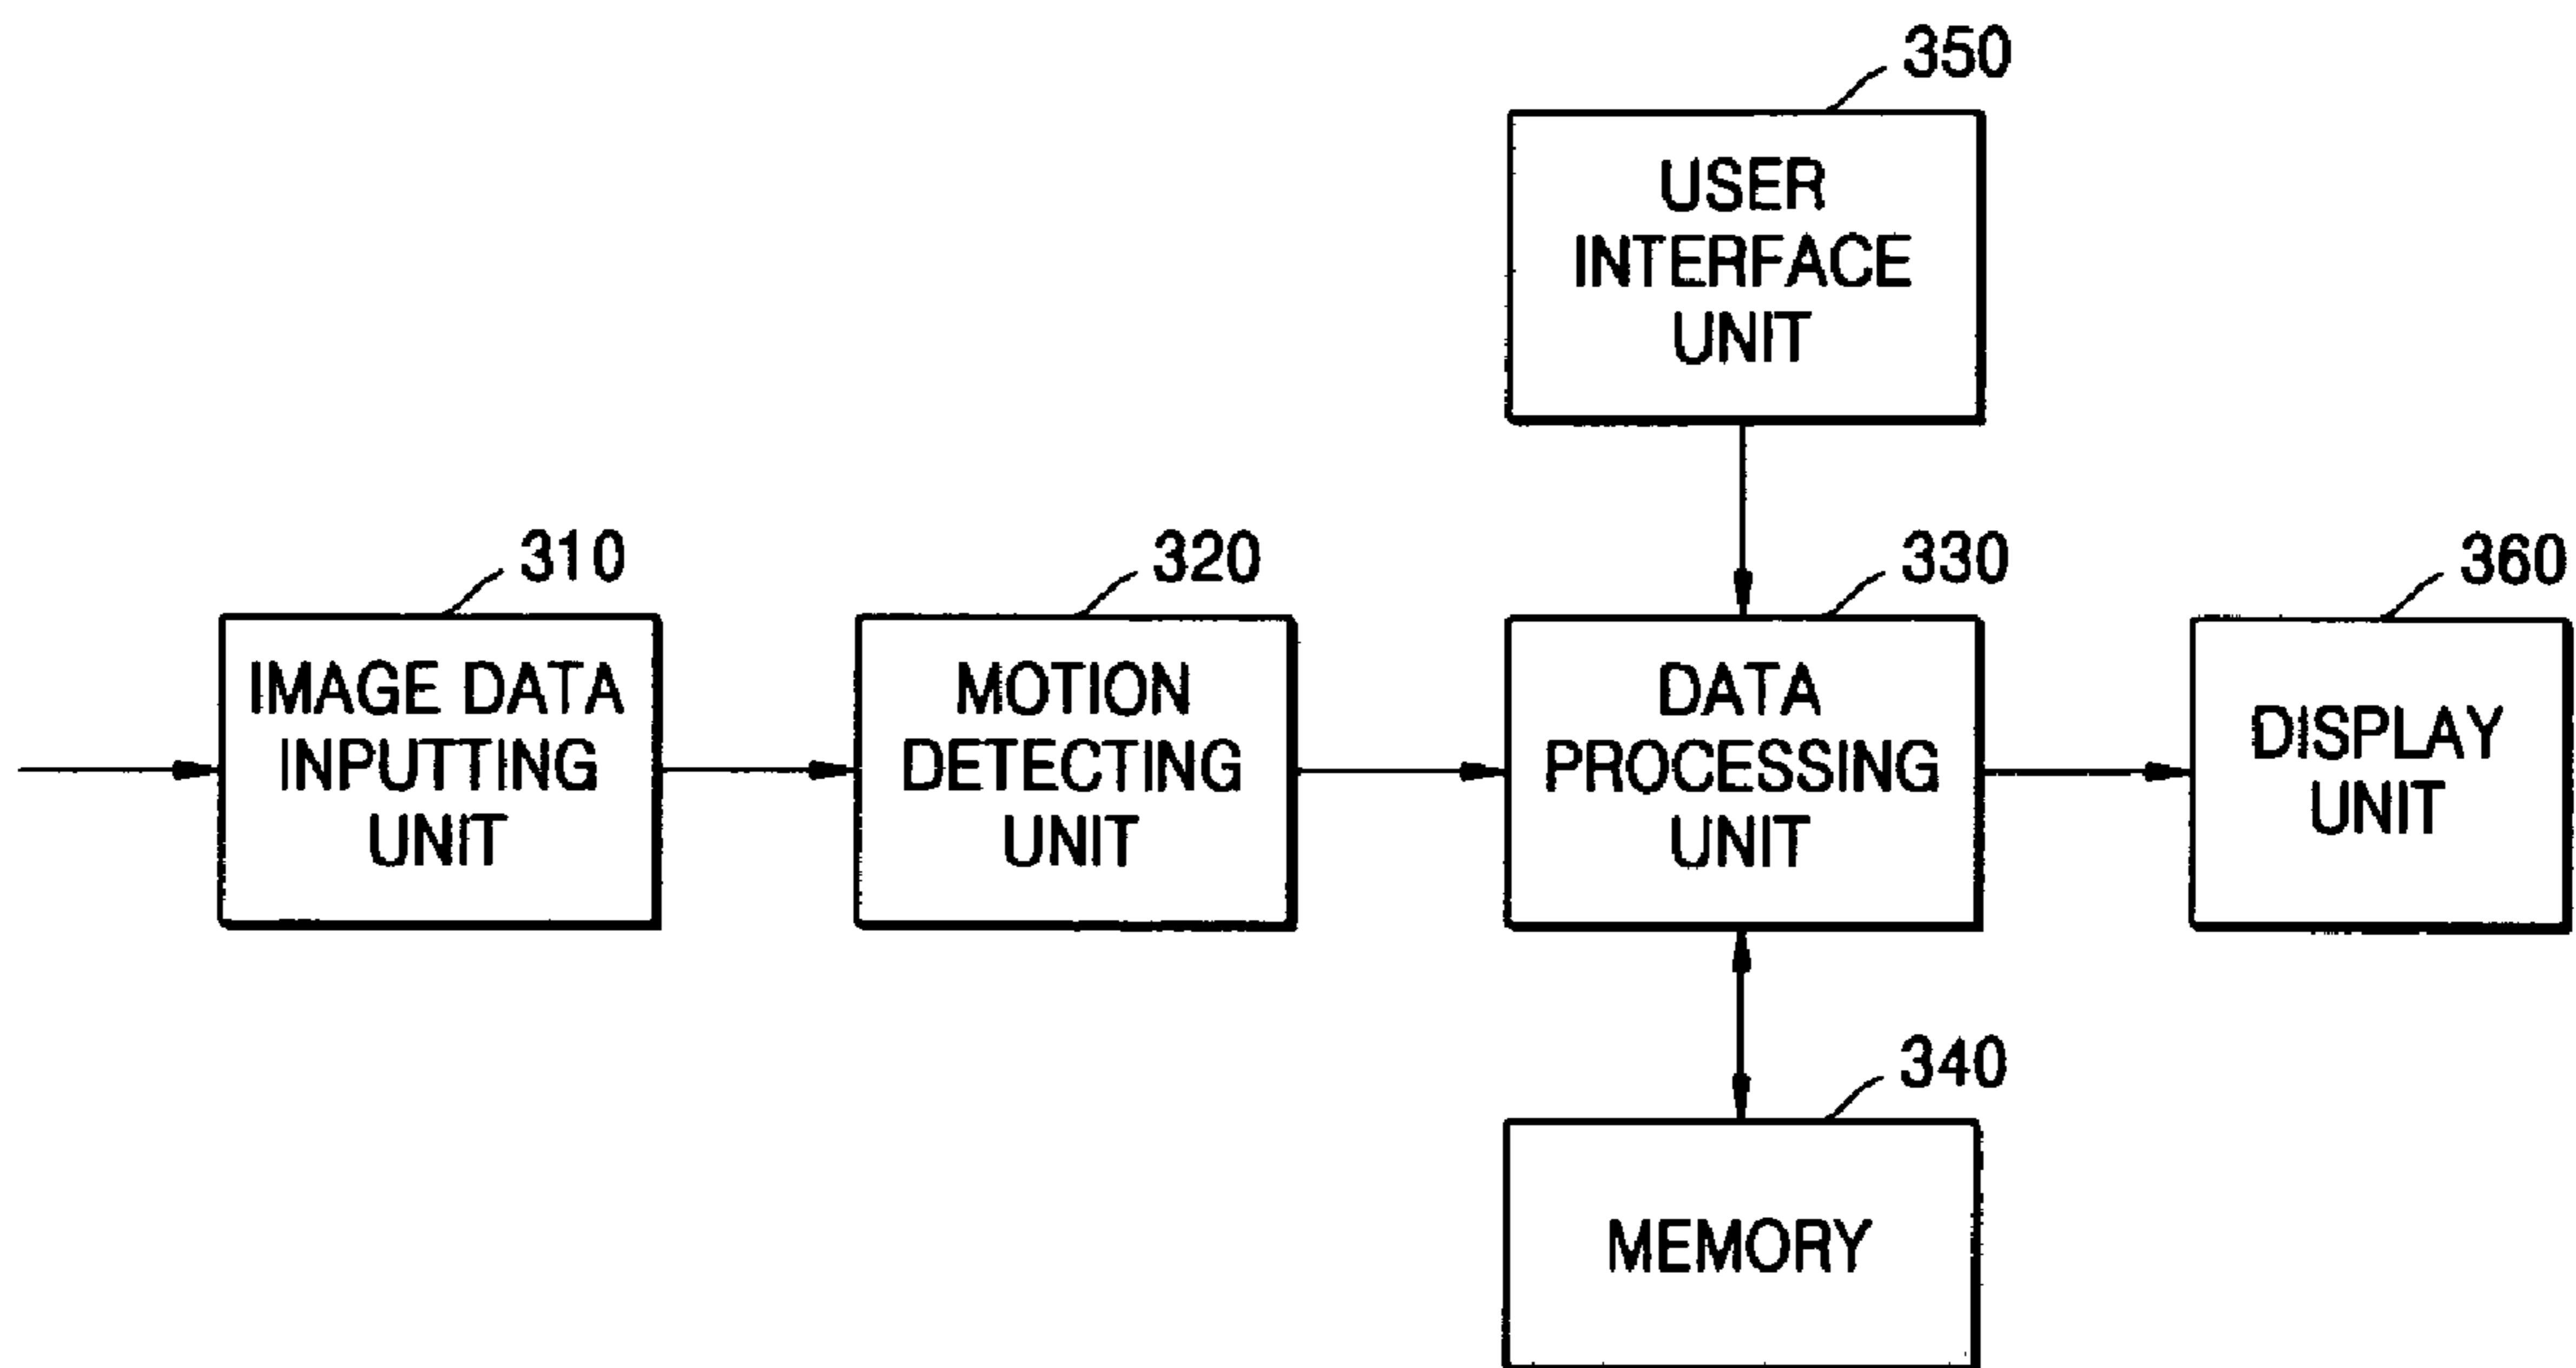 350
USER
INTERFACE
UNIT
310
IMAGE DATA
INPUTTING
UNIT
320
MOTION
DETECTING
UNIT
330
DATA
PROCESSING
UNIT
360
DISPLAY
UNIT
340
MEMORY